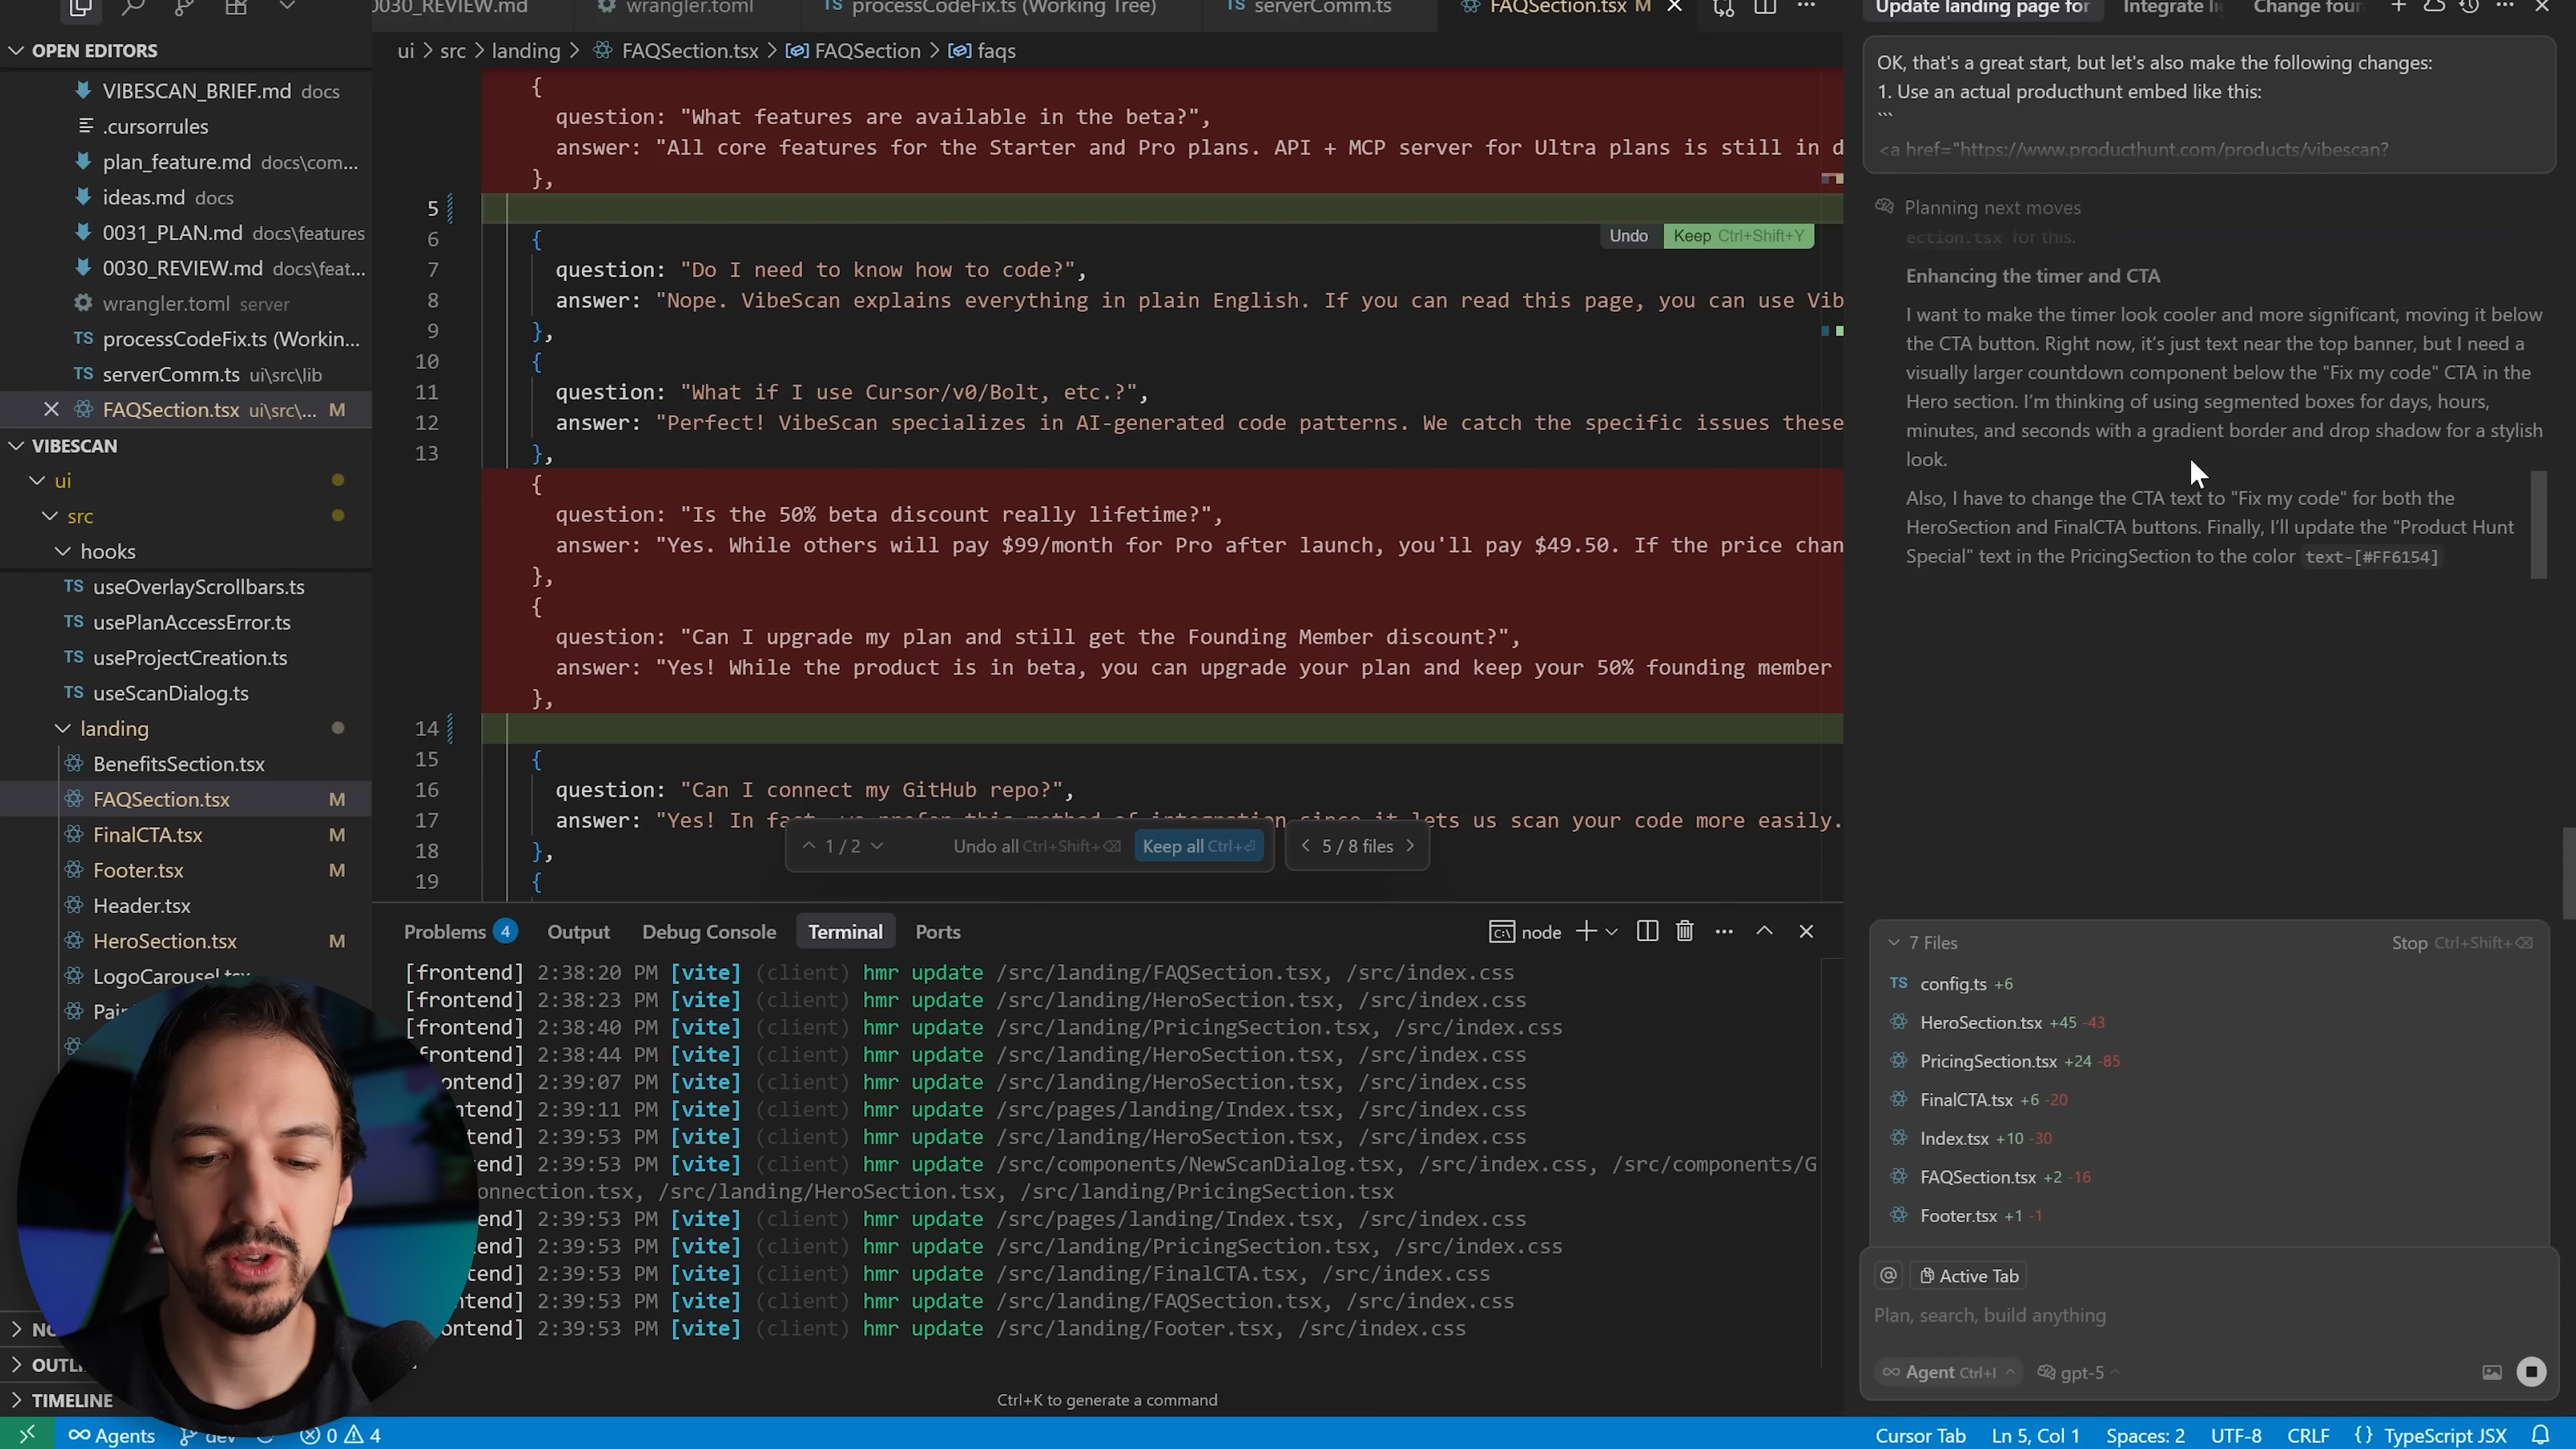 0030_REVIEW.md
wrangler.toml
processCodeFix.ts (Working Tree)
serverComm.ts
FAQSection.tsx M
OPEN EDITORS
VIBESCAN_BRIEF.md docs
.cursorrules
plan_feature.md docs\com...
ideas.md docs
0031_PLAN.md docs\features
0030_REVIEW.md docs\feat...
wrangler.toml server
processCodeFix.ts (Workin...
serverComm.ts ui\src\lib
FAQSection.tsx ui\src\... M
VIBESCAN
ui
src
hooks
useOverlayScrollbars.ts
usePlanAccessError.ts
useProjectCreation.ts
useScanDialog.ts
landing
BenefitsSection.tsx
FAQSection.tsx M
FinalCTA.tsx M
Footer.tsx M
Header.tsx
HeroSection.tsx M
LogoCarousel.tsx
OUTLI
TIMELINE
ui > src > landing > FAQSection.tsx > FAQSection > faqs
{
question: "What features are available in the beta?",
answer: "All core features for the Starter and Pro plans. API + MCP server for Ultra plans is still in d
},
5
Undo Keep Ctrl+Shift+Y
6 {
7 question: "Do I need to know how to code?",
8 answer: "Nope. VibeScan explains everything in plain English. If you can read this page, you can use Vib
9 },
10 {
11 question: "What if I use Cursor/v0/Bolt, etc.?",
12 answer: "Perfect! VibeScan specializes in AI-generated code patterns. We catch the specific issues these
13 },
{
question: "Is the 50% beta discount really lifetime?",
answer: "Yes. While others will pay $99/month for Pro after launch, you'll pay $49.50. If the price chan
},
{
question: "Can I upgrade my plan and still get the Founding Member discount?",
answer: "Yes! While the product is in beta, you can upgrade your plan and keep your 50% founding member
},
14
15 {
16 question: "Can I connect my GitHub repo?",
17 answer: "Yes! In fact, we prefer this method of integration since it lets us scan your code more easily.
18 },
19 {
1 / 2 Undo all Ctrl+Shift+⌫ Keep all Ctrl+⏎ 5 / 8 files
Problems 4 Output Debug Console Terminal Ports
node
[frontend] 2:38:20 PM [vite] (client) hmr update /src/landing/FAQSection.tsx, /src/index.css
[frontend] 2:38:23 PM [vite] (client) hmr update /src/landing/HeroSection.tsx, /src/index.css
[frontend] 2:38:40 PM [vite] (client) hmr update /src/landing/PricingSection.tsx, /src/index.css
frontend] 2:38:44 PM [vite] (client) hmr update /src/landing/HeroSection.tsx, /src/index.css
ontend] 2:39:07 PM [vite] (client) hmr update /src/landing/HeroSection.tsx, /src/index.css
ntend] 2:39:11 PM [vite] (client) hmr update /src/pages/landing/Index.tsx, /src/index.css
tend] 2:39:53 PM [vite] (client) hmr update /src/landing/HeroSection.tsx, /src/index.css
tend] 2:39:53 PM [vite] (client) hmr update /src/components/NewScanDialog.tsx, /src/index.css, /src/components/G
onnection.tsx, /src/landing/HeroSection.tsx, /src/landing/PricingSection.tsx
end] 2:39:53 PM [vite] (client) hmr update /src/pages/landing/Index.tsx, /src/index.css
end] 2:39:53 PM [vite] (client) hmr update /src/landing/PricingSection.tsx, /src/index.css
tend] 2:39:53 PM [vite] (client) hmr update /src/landing/FinalCTA.tsx, /src/index.css
ntend] 2:39:53 PM [vite] (client) hmr update /src/landing/FAQSection.tsx, /src/index.css
ontend] 2:39:53 PM [vite] (client) hmr update /src/landing/Footer.tsx, /src/index.css
Ctrl+K to generate a command
Update landing page for
Integrate li
Change four
OK, that's a great start, but let's also make the following changes:
1. Use an actual producthunt embed like this:
```
<a href="https://www.producthunt.com/products/vibescan?
Planning next moves
ection.tsx for this.
Enhancing the timer and CTA
I want to make the timer look cooler and more significant, moving it below
the CTA button. Right now, it's just text near the top banner, but I need a
visually larger countdown component below the "Fix my code" CTA in the
Hero section. I'm thinking of using segmented boxes for days, hours,
minutes, and seconds with a gradient border and drop shadow for a stylish
look.
Also, I have to change the CTA text to "Fix my code" for both the
HeroSection and FinalCTA buttons. Finally, I'll update the "Product Hunt
Special" text in the PricingSection to the color text-[#FF6154]
7 Files Stop Ctrl+Shift+⌫
TS config.ts +6
HeroSection.tsx +45 -43
PricingSection.tsx +24 -85
FinalCTA.tsx +6 -20
Index.tsx +10 -30
FAQSection.tsx +2 -16
Footer.tsx +1 -1
@ Active Tab
Plan, search, build anything
Agent Ctrl+I gpt-5
Agents dev 0 4
Cursor Tab Ln 5, Col 1 Spaces: 2 UTF-8 CRLF {} TypeScript JSX